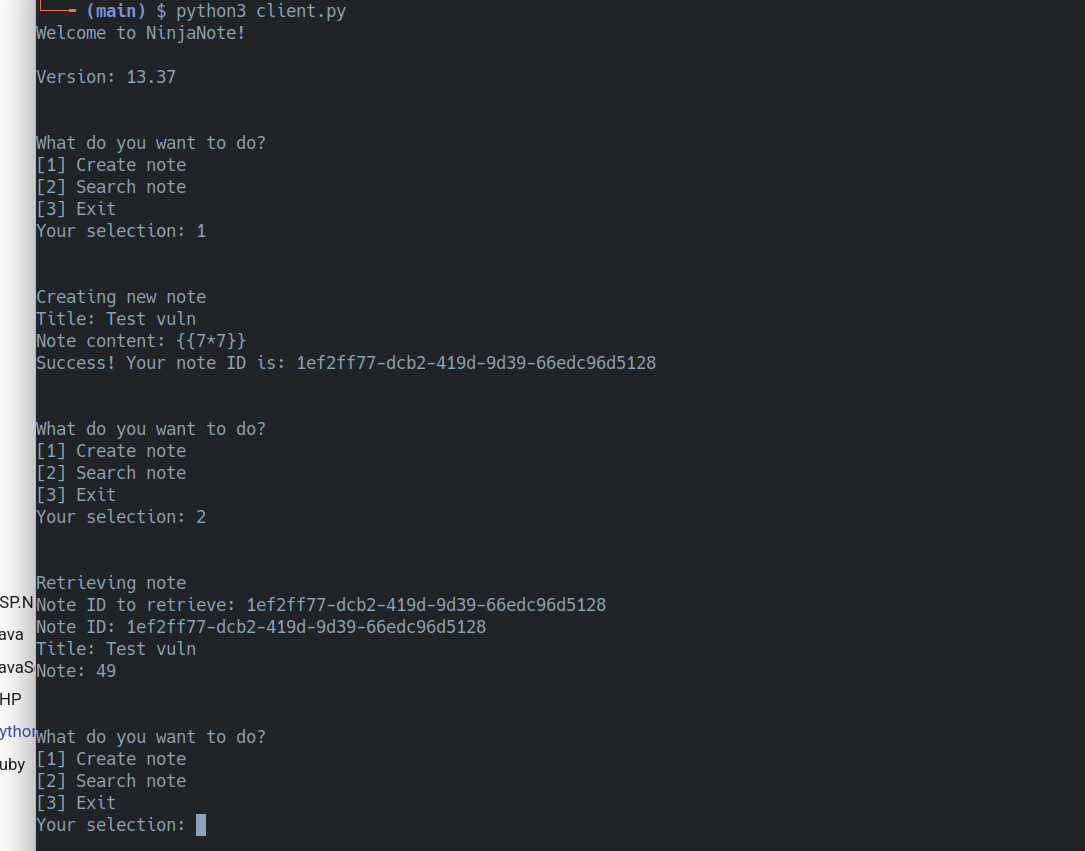 (main) $ python3 client.py
Welcome to NinjaNote!
Version: 13.37
What do you want to do?
[1] Create note
[2] Search note
[3] Exit
Your selection: 1
Creating new note
Title: Test vuln
Note content: {{7*7}}
Success! Your note ID is: 1ef2ff77-dcb2-419d-9d39-66edc96d5128
What do you want to do?
[1] Create note
[2] Search note
[3] Exit
Your selection: 2
Retrieving note
SP.N
Note ID to retrieve: 1ef2ff77-dcb2-419d-9d39-66edc96d5128
Note ID: 1ef2ff77-dcb2-419d-9d39-66edc96d5128
ava
Title: Test vuln
avaS
Note: 49
HP
ython
What do you want to do?
[1] Create note
uby
[2] Search note
[3] Exit
Your selection: